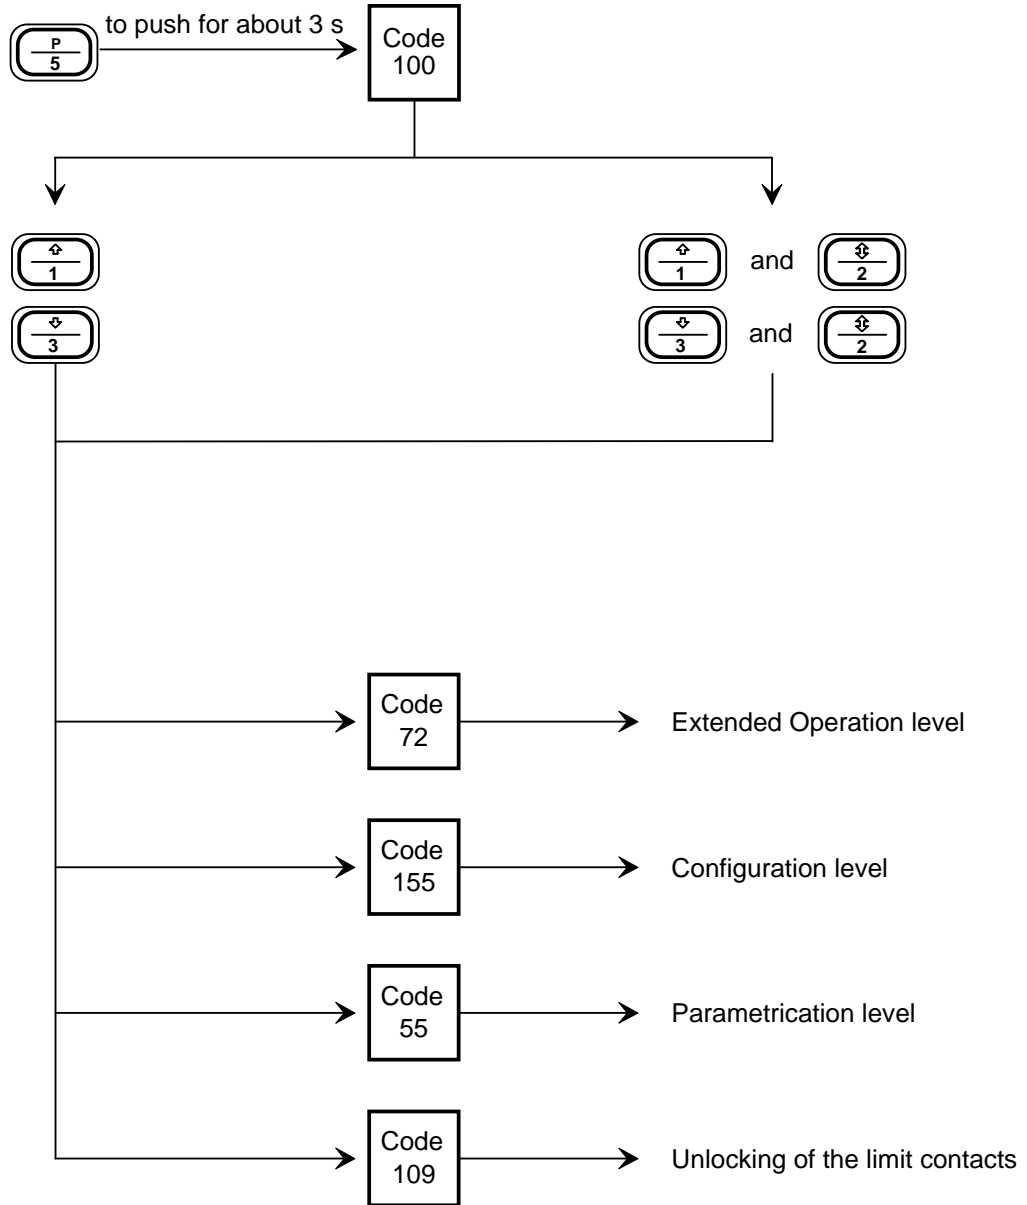 to push for about 3 s
P
5
Code
100
1
1
and
2
3
3
and
2
Code
72
Extended Operation level
Code
155
Configuration level
Code
55
Parametrication level
Code
109
Unlocking of the limit contacts